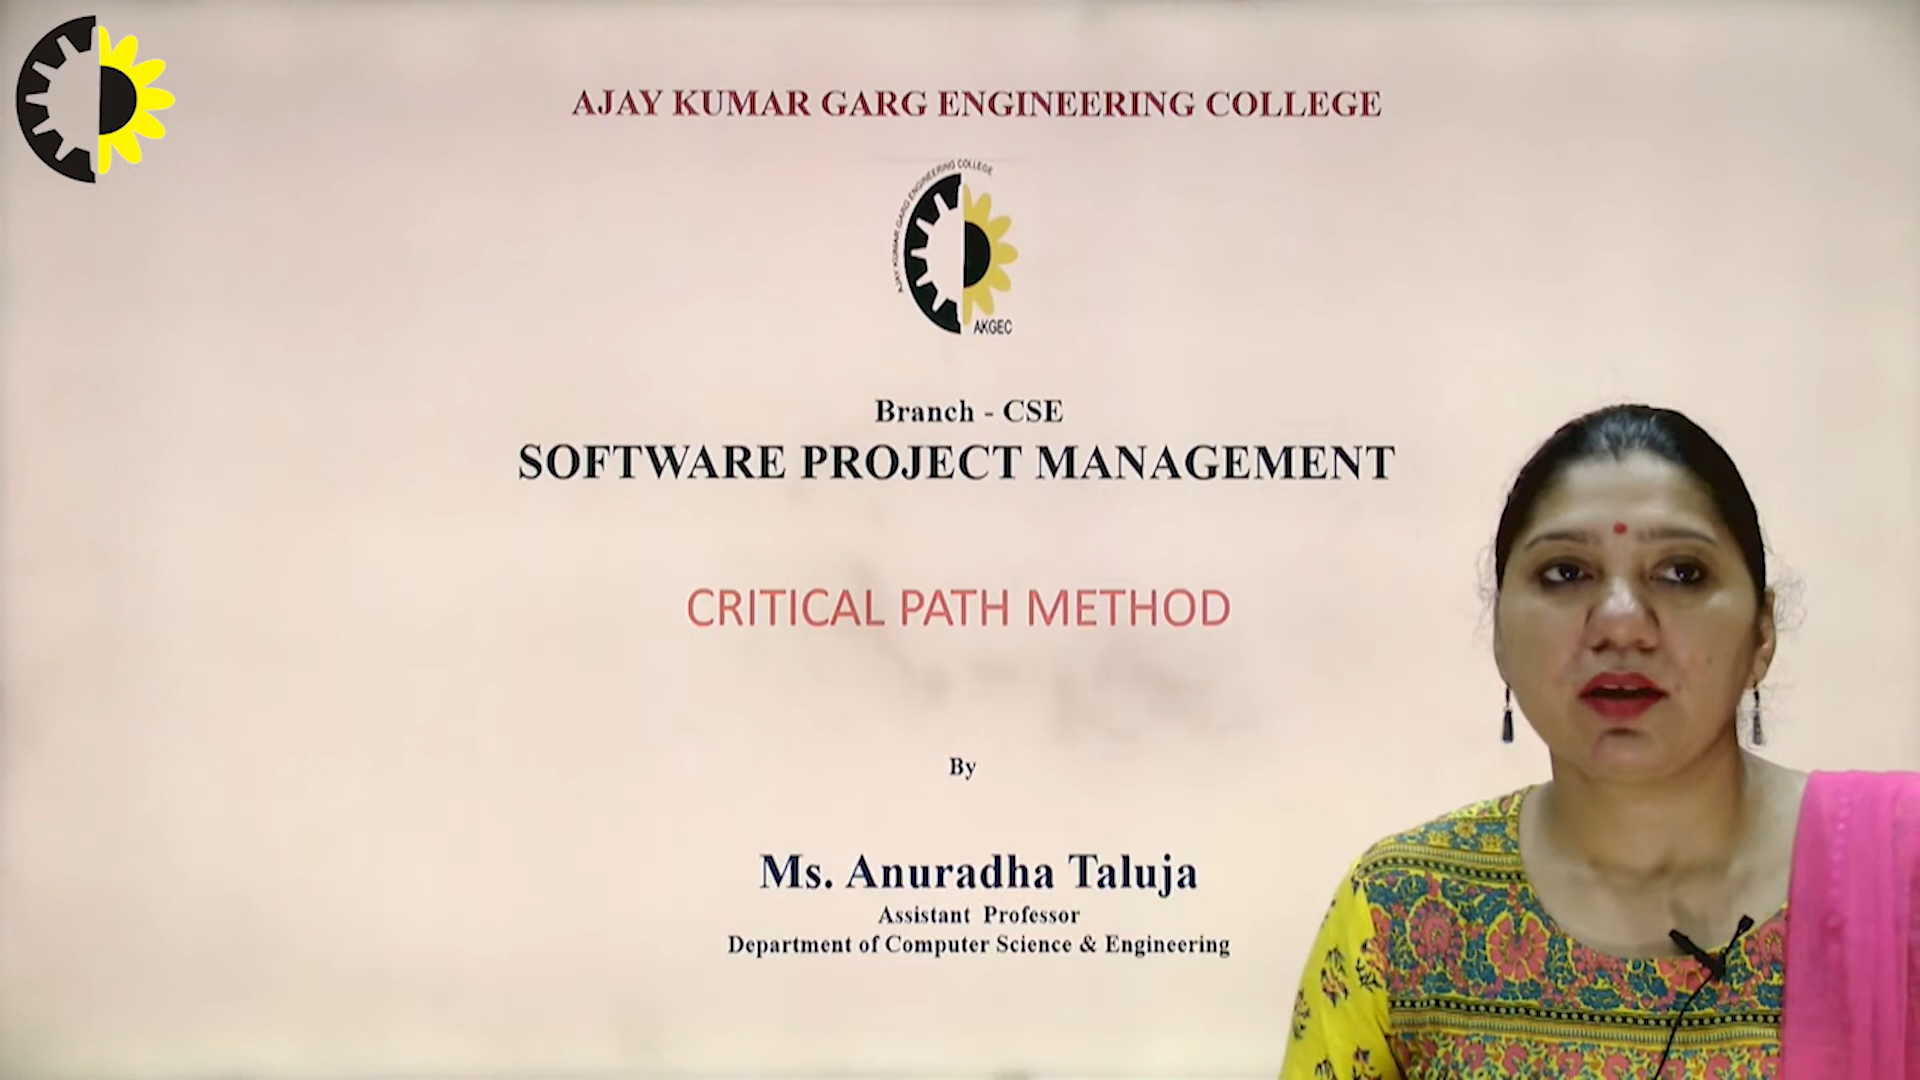 AJAY KUMAR GARG ENGINEERING COLLEGE
AJAY KUMAR GARG ENGINEERING COLLEGE
AKGEC
Branch - CSE
SOFTWARE PROJECT MANAGEMENT
CRITICAL PATH METHOD
By
Ms. Anuradha Taluja
Assistant Professor
Department of Computer Science & Engineering